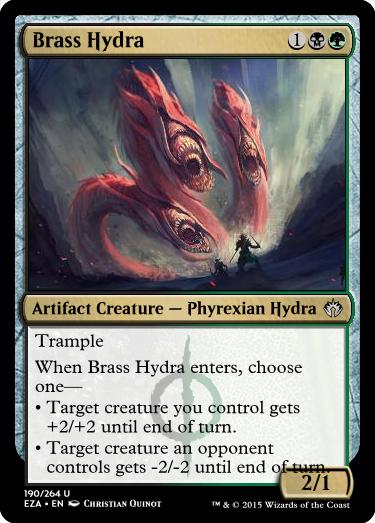 Brass Hydra 1
Artifact Creature — Phyrexian Hydra
Trample
When Brass Hydra enters, choose
one—
• Target creature you control gets
+2/+2 until end of turn.
• Target creature an opponent
controls gets -2/-2 until end of turn.
2/1
190/264 U
EZA • EN Christian Quinot
™ & © 2015 Wizards of the Coast